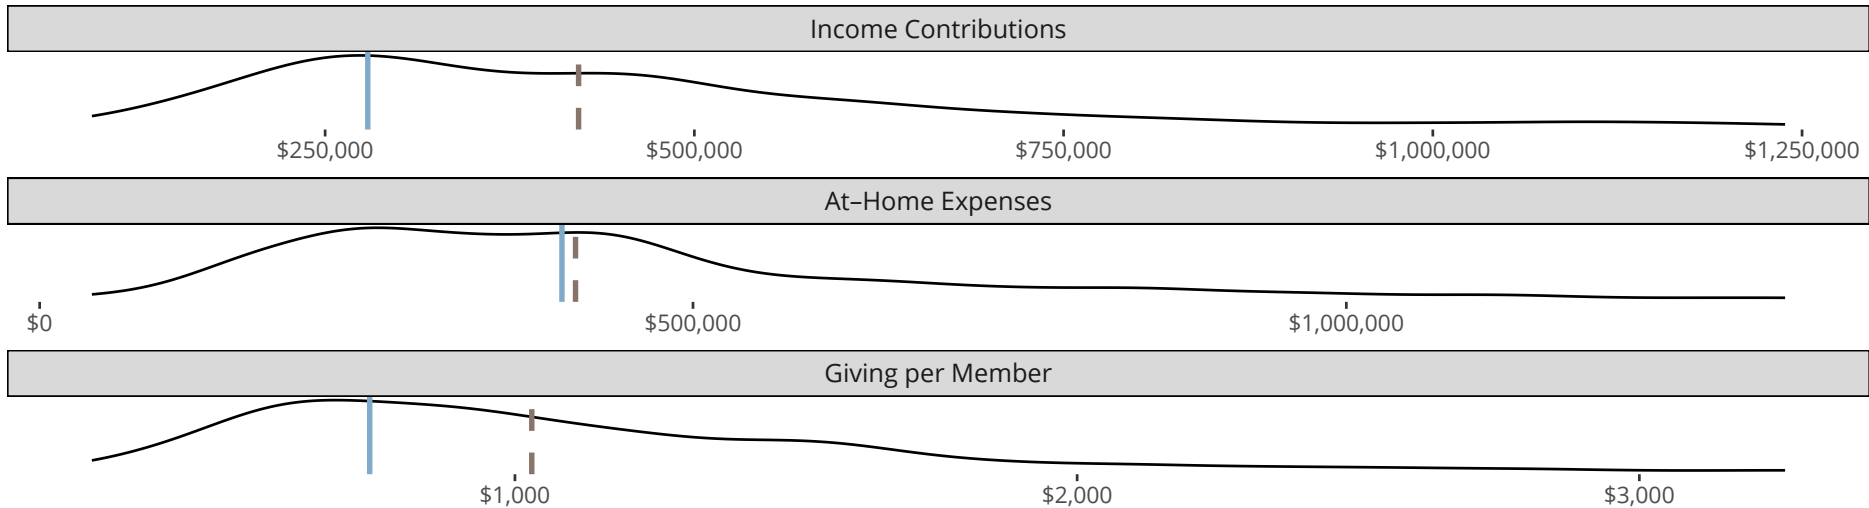 Income Contributions
$250,000 $500,000 $750,000 $1,000,000 $1,250,000
At–Home Expenses
$0 $500,000 $1,000,000
Giving per Member
$1,000 $2,000 $3,000